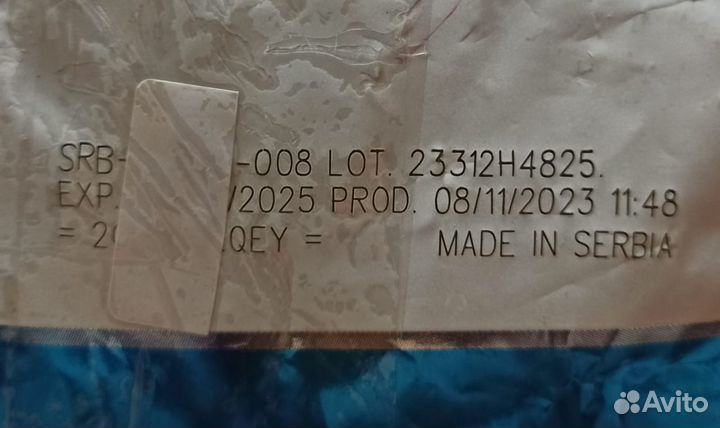 SRB- -008 LOT. 23312H4825.
EXP. /2025 PROD. 08/11/2023 11:48
= 2 QEY = MADE IN SERBIA
Avito